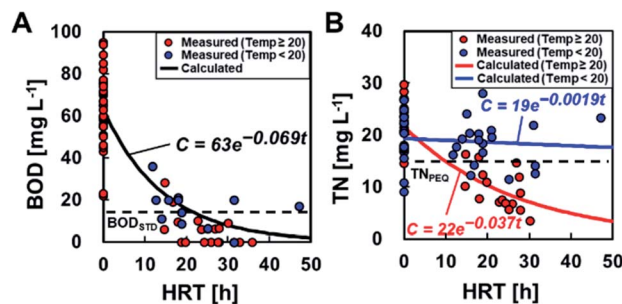 A
Measured (Temp ≥ 20)
Measured (Temp < 20)
Calculated
C = 63e−0.069t
BOD_STD
BOD [mg L-1]
100
80
60
40
20
0
0 10 20 30 40 50
HRT [h]
B
Measured (Temp ≥ 20)
Measured (Temp < 20)
Calculated (Temp ≥ 20)
Calculated (Temp < 20)
C = 19e−0.0019t
TN_PEQ
C = 22e−0.037t
TN [mg L-1]
40
30
20
10
0
0 10 20 30 40 50
HRT [h]